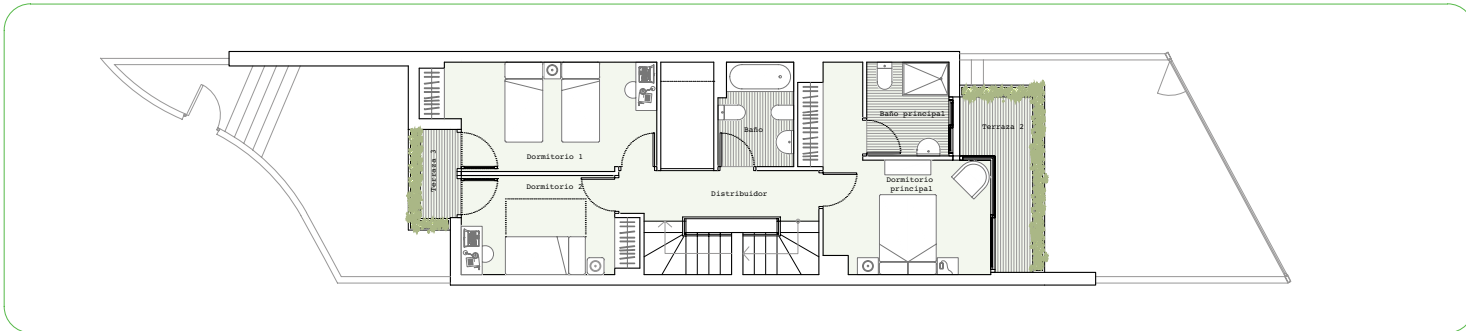 Dormitorio 1
Baño
Baño principal
Terraza 2
Terraza 3
Dormitorio 2
Distribuidor
Dormitorio
principal